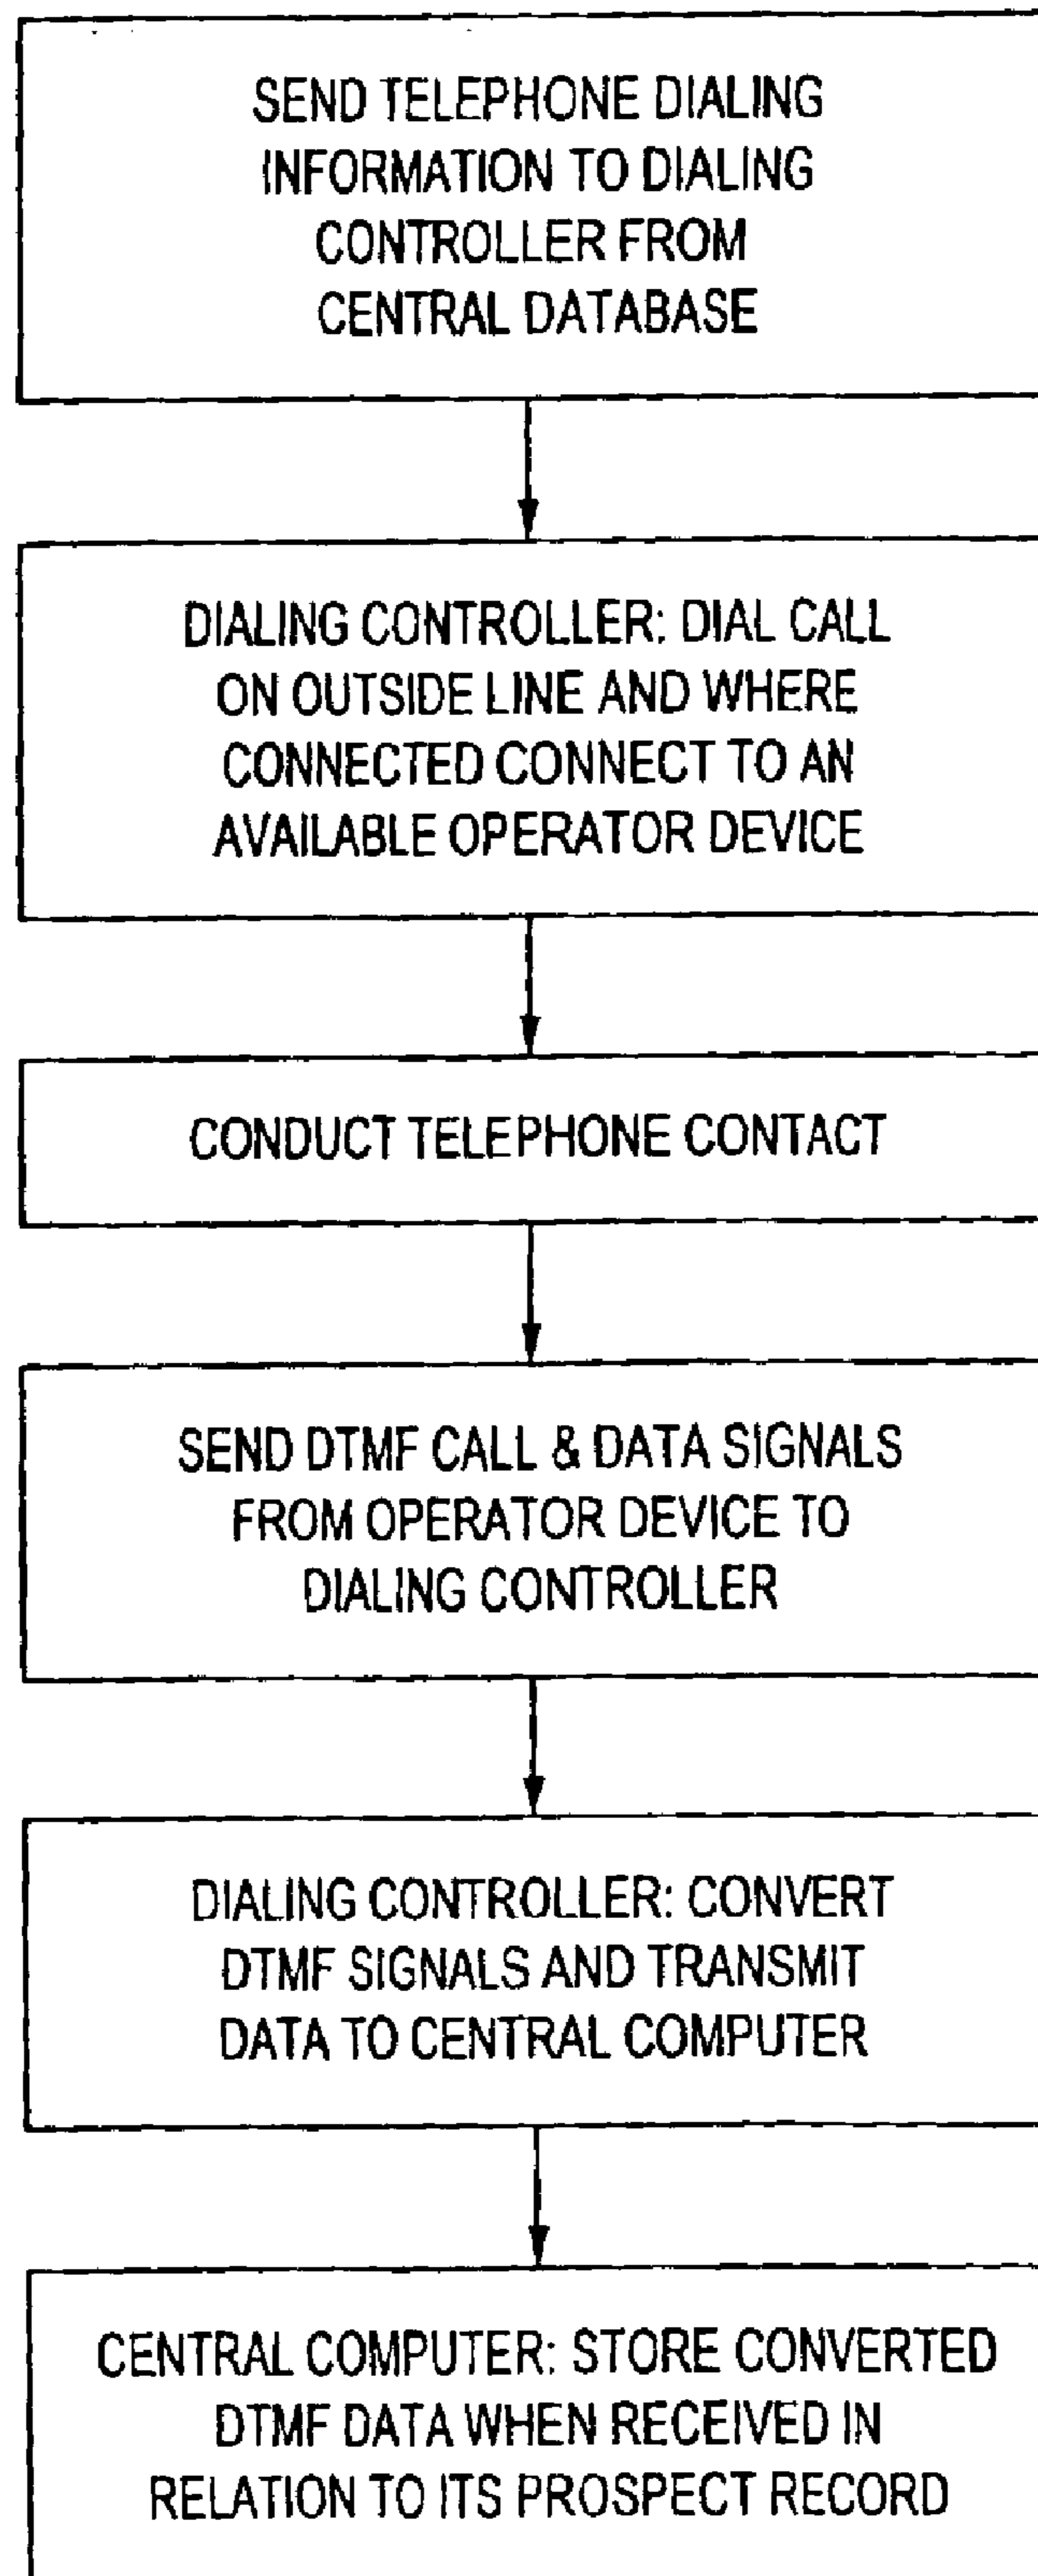 SEND TELEPHONE DIALING
INFORMATION TO DIALING
CONTROLLER FROM
CENTRAL DATABASE
DIALING CONTROLLER: DIAL CALL
ON OUTSIDE LINE AND WHERE
CONNECTED CONNECT TO AN
AVAILABLE OPERATOR DEVICE
CONDUCT TELEPHONE CONTACT
SEND DTMF CALL & DATA SIGNALS
FROM OPERATOR DEVICE TO
DIALING CONTROLLER
DIALING CONTROLLER: CONVERT
DTMF SIGNALS AND TRANSMIT
DATA TO CENTRAL COMPUTER
CENTRAL COMPUTER: STORE CONVERTED
DTMF DATA WHEN RECEIVED IN
RELATION TO ITS PROSPECT RECORD